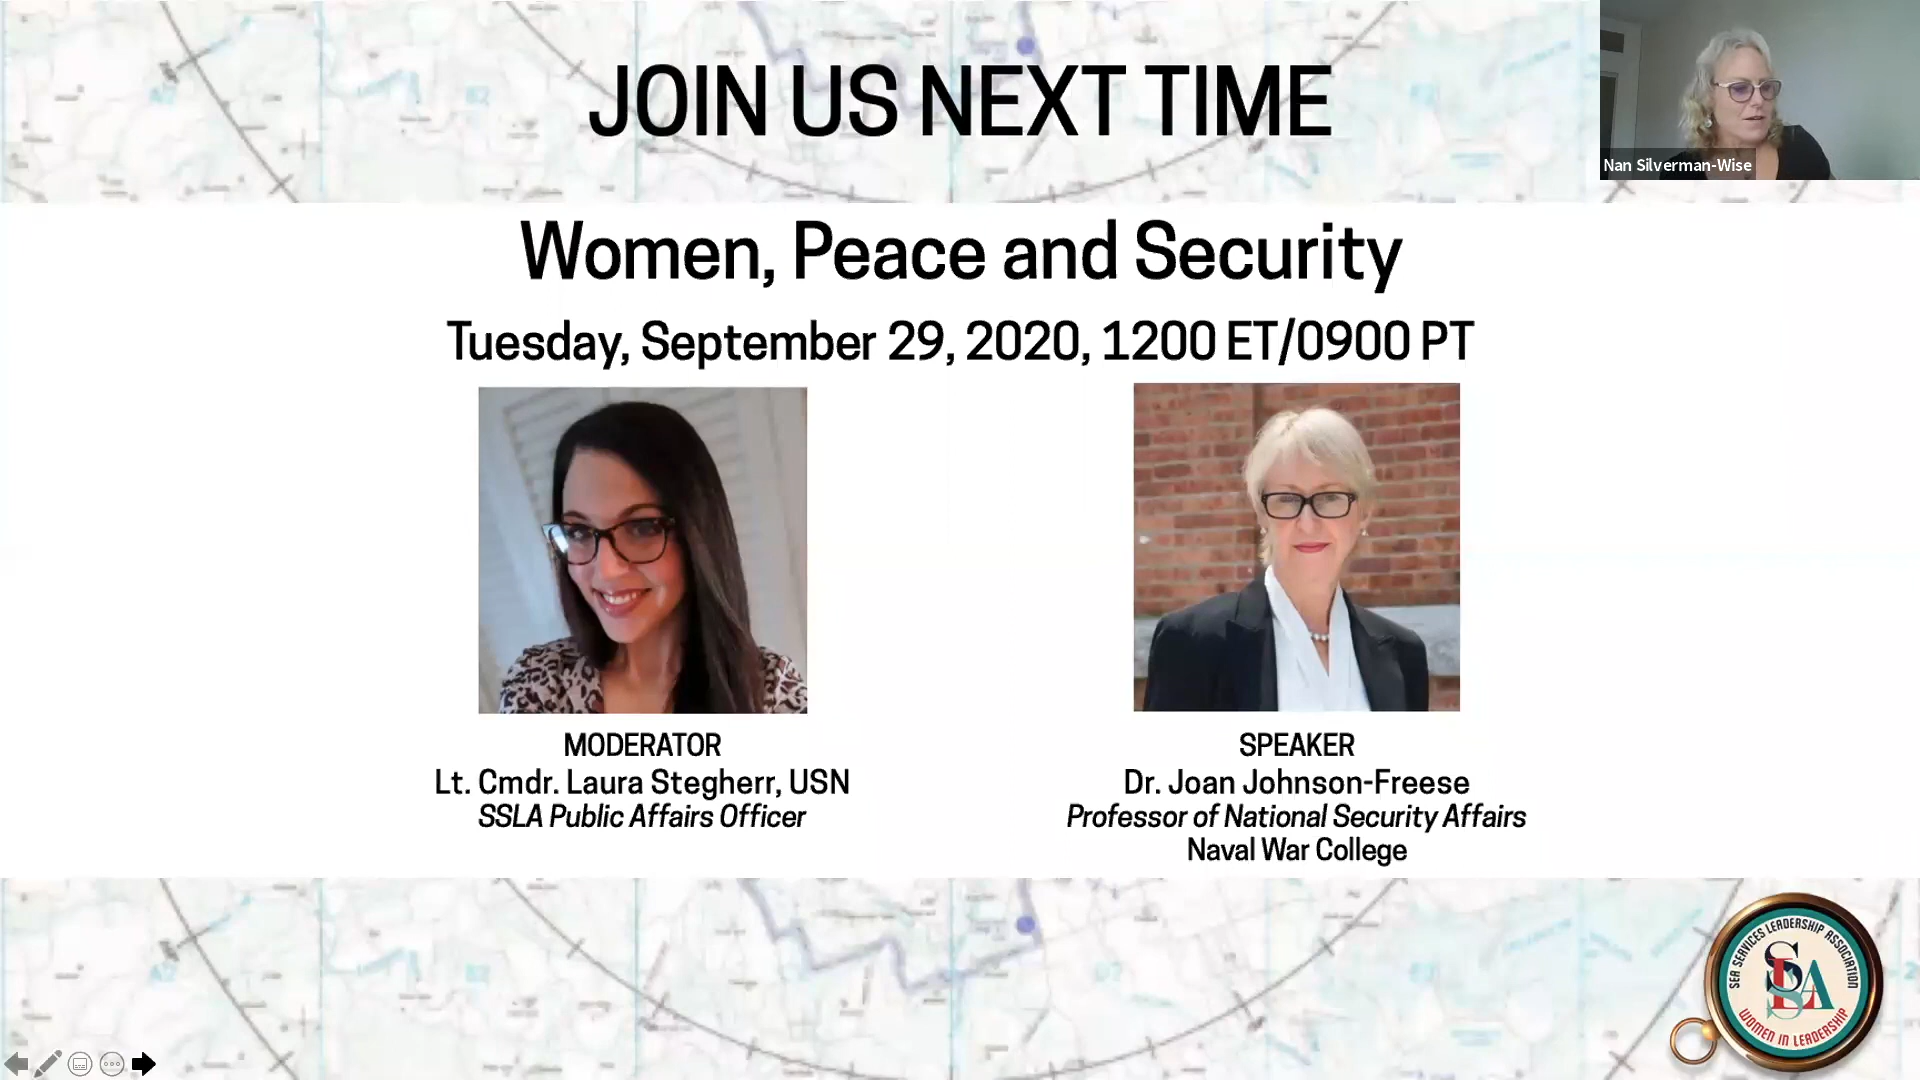 JOIN US NEXT TIME
Nan Silverman-Wise
Women, Peace and Security
Tuesday, September 29, 2020, 1200 ET/0900 PT
MODERATOR
Lt. Cmdr. Laura Stegherr, USN
SSLA Public Affairs Officer
SPEAKER
Dr. Joan Johnson-Freese
Professor of National Security Affairs
Naval War College
SEA SERVICES LEADERSHIP ASSOCIATION
SSLA
WOMEN IN LEADERSHIP